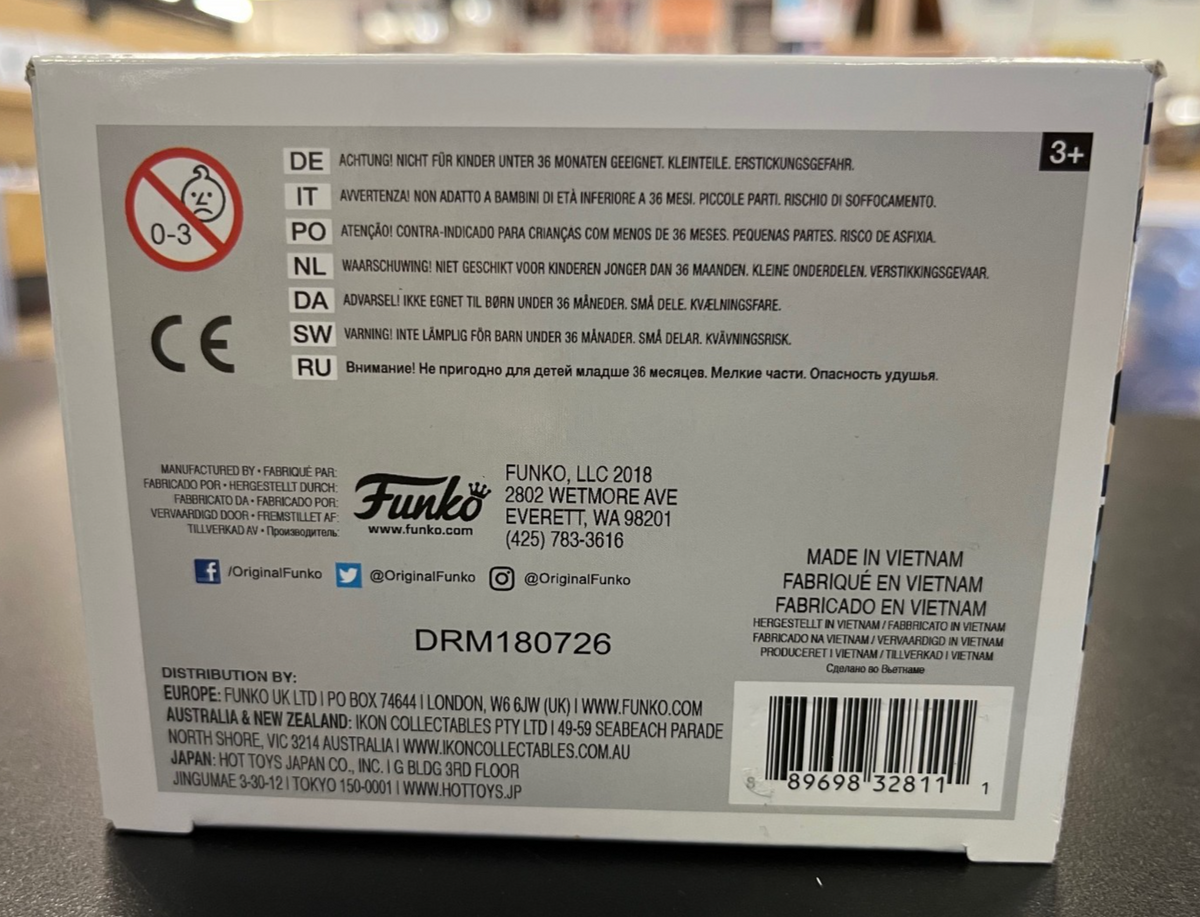 3+
0-3
DE ACHTUNG! NICHT FÜR KINDER UNTER 36 MONATEN GEEIGNET. KLEINTEILE. ERSTICKUNGSGEFAHR.
IT AVVERTENZA! NON ADATTO A BAMBINI DI ETÀ INFERIORE A 36 MESI. PICCOLE PARTI. RISCHIO DI SOFFOCAMENTO.
PO ATENÇÃO! CONTRA-INDICADO PARA CRIANÇAS COM MENOS DE 36 MESES. PEQUENAS PARTES. RISCO DE ASFIXIA.
NL WAARSCHUWING! NIET GESCHIKT VOOR KINDEREN JONGER DAN 36 MAANDEN. KLEINE ONDERDELEN. VERSTIKKINGSGEVAAR.
DA ADVARSEL! IKKE EGNET TIL BØRN UNDER 36 MÅNEDER. SMÅ DELE. KVÆLNINGSFARE.
SW VARNING! INTE LÄMPLIG FÖR BARN UNDER 36 MÅNADER. SMÅ DELAR. KVÄVNINGSRISK.
RU Внимание! Не пригодно для детей младше 36 месяцев. Мелкие части. Опасность удушья.
CE
MANUFACTURED BY • FABRIQUÉ PAR:
FABRICADO POR • HERGESTELLT DURCH:
FABBRICATO DA • FABRICADO POR:
VERVAARDIGD DOOR • FREMSTILLET AF:
TILLVERKAD AV • Производитель:
Funko
www.funko.com
FUNKO, LLC 2018
2802 WETMORE AVE
EVERETT, WA 98201
(425) 783-3616
/OriginalFunko @OriginalFunko @OriginalFunko
DRM180726
MADE IN VIETNAM
FABRIQUÉ EN VIETNAM
FABRICADO EN VIETNAM
HERGESTELLT IN VIETNAM / FABBRICATO IN VIETNAM
FABRICADO NA VIETNAM / VERVAARDIGD IN VIETNAM
PRODUCERET I VIETNAM / TILLVERKAD I VIETNAM
Сделано во Вьетнаме
DISTRIBUTION BY:
EUROPE: FUNKO UK LTD | PO BOX 74644 | LONDON, W6 6JW (UK) | WWW.FUNKO.COM
AUSTRALIA & NEW ZEALAND: IKON COLLECTABLES PTY LTD | 49-59 SEABEACH PARADE
NORTH SHORE, VIC 3214 AUSTRALIA | WWW.IKONCOLLECTABLES.COM.AU
JAPAN: HOT TOYS JAPAN CO., INC. | G BLDG 3RD FLOOR
JINGUMAE 3-30-12 | TOKYO 150-0001 | WWW.HOTTOYS.JP
8 89698 32811 1